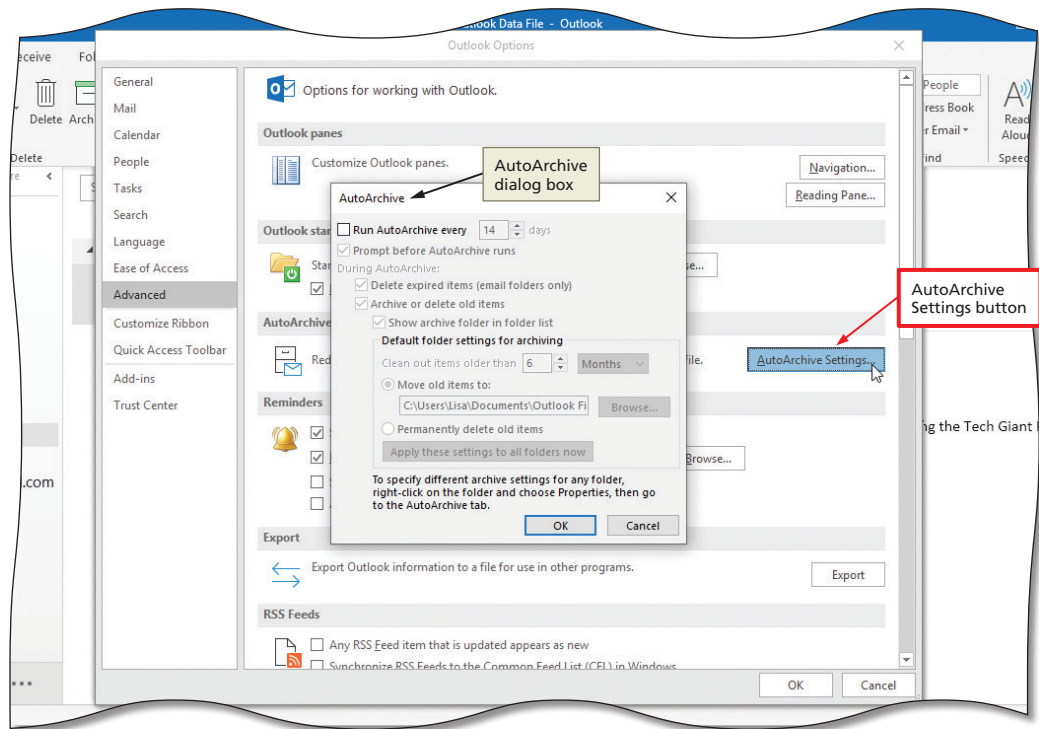 ook Data File - Outlook
Outlook Options
eceive
Fol
Delete
Arch
Delete
General
Mail
Calendar
People
Tasks
Search
Language
Ease of Access
Advanced
Customize Ribbon
Quick Access Toolbar
Add-ins
Trust Center
Options for working with Outlook.
Outlook panes
Customize Outlook panes.
Navigation...
Reading Pane...
AutoArchive
dialog box
Outlook star
Star
se...
AutoArchive
Red
file.
AutoArchive Settings...
AutoArchive
Settings button
Reminders
Browse...
AutoArchive
Run AutoArchive every 14 days
Prompt before AutoArchive runs
During AutoArchive:
Delete expired items (email folders only)
Archive or delete old items
Show archive folder in folder list
Default folder settings for archiving
Clean out items older than 6 Months
Move old items to:
C:\Users\Lisa\Documents\Outlook Fi
Browse...
Permanently delete old items
Apply these settings to all folders now
To specify different archive settings for any folder,
right-click on the folder and choose Properties, then go
to the AutoArchive tab.
OK
Cancel
Export
Export Outlook information to a file for use in other programs.
Export
RSS Feeds
Any RSS Feed item that is updated appears as new
Synchronize RSS Feeds to the Common Feed List (CFL) in Windows
OK
Cancel
People
ress Book
r Email
ind
Read
Alou
Speec
ng the Tech Giant
.com